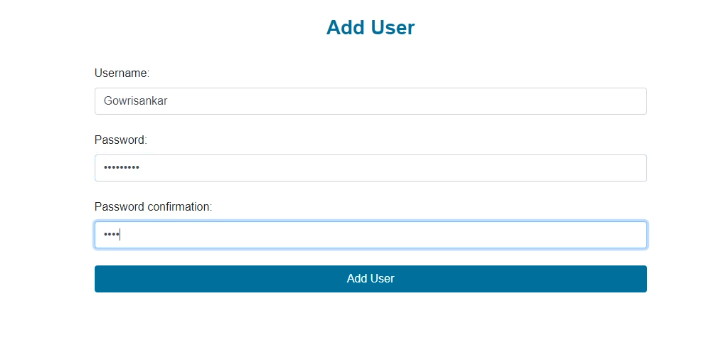 Add User
Username:
Gowrisankar
Password:
•••••••••
Password confirmation:
••••
Add User